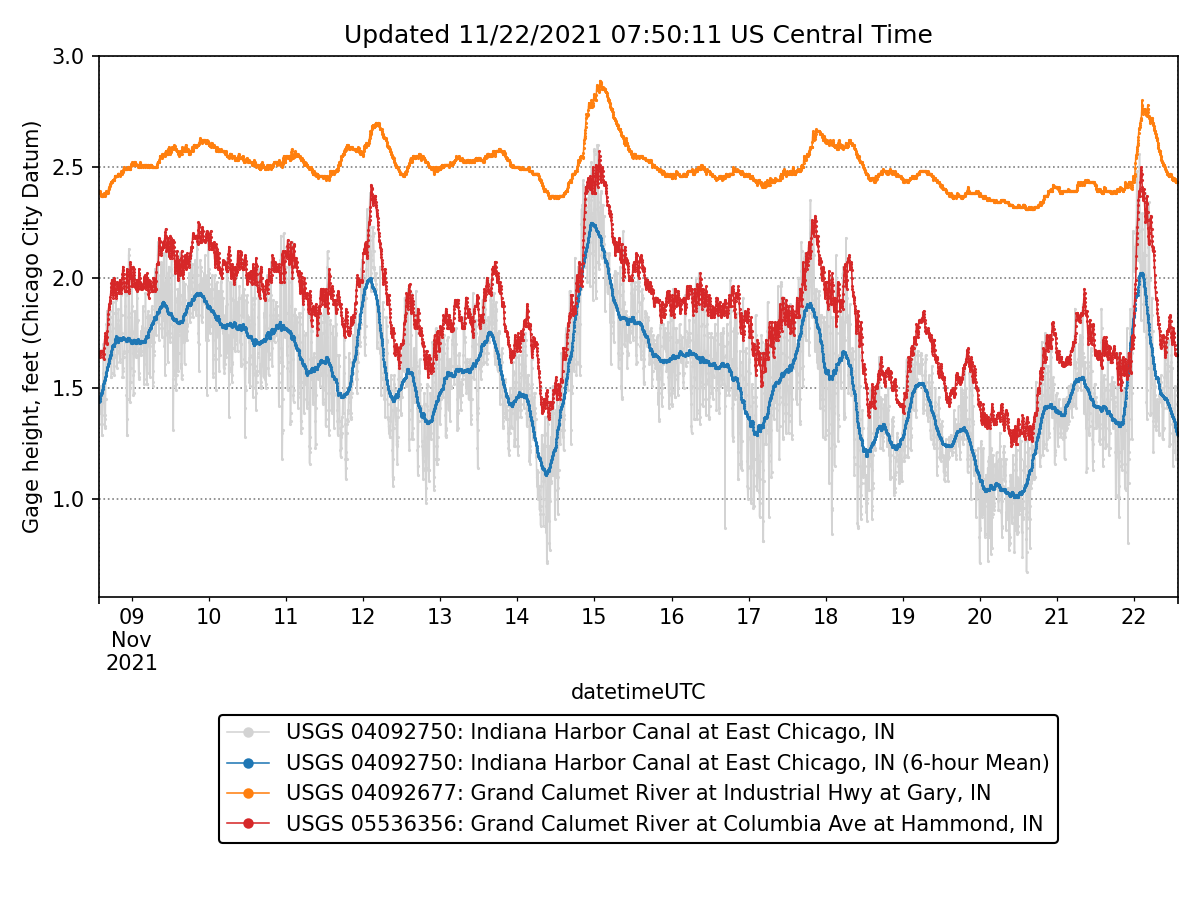 Updated 11/22/2021 07:50:11 US Central Time
Gage height, feet (Chicago City Datum)
3.0
2.5
2.0
1.5
1.0
09 10 11 12 13 14 15 16 17 18 19 20 21 22
Nov
2021
datetimeUTC
USGS 04092750: Indiana Harbor Canal at East Chicago, IN
USGS 04092750: Indiana Harbor Canal at East Chicago, IN (6-hour Mean)
USGS 04092677: Grand Calumet River at Industrial Hwy at Gary, IN
USGS 05536356: Grand Calumet River at Columbia Ave at Hammond, IN